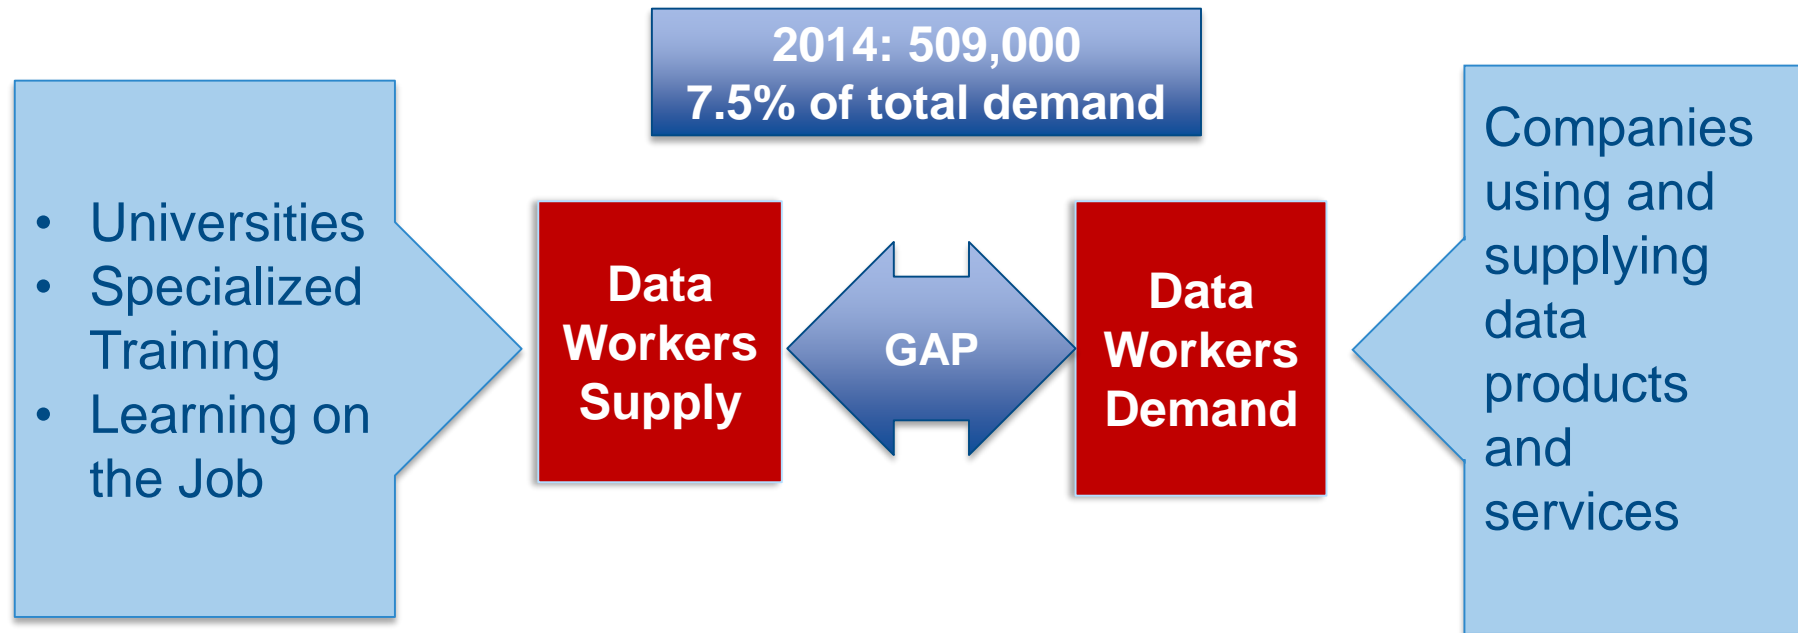 2014: 509,000
7.5% of total demand
• Universities
• Specialized
Training
• Learning on
the Job
Data
Workers
Supply
GAP
Data
Workers
Demand
Companies
using and
supplying
data
products
and
services